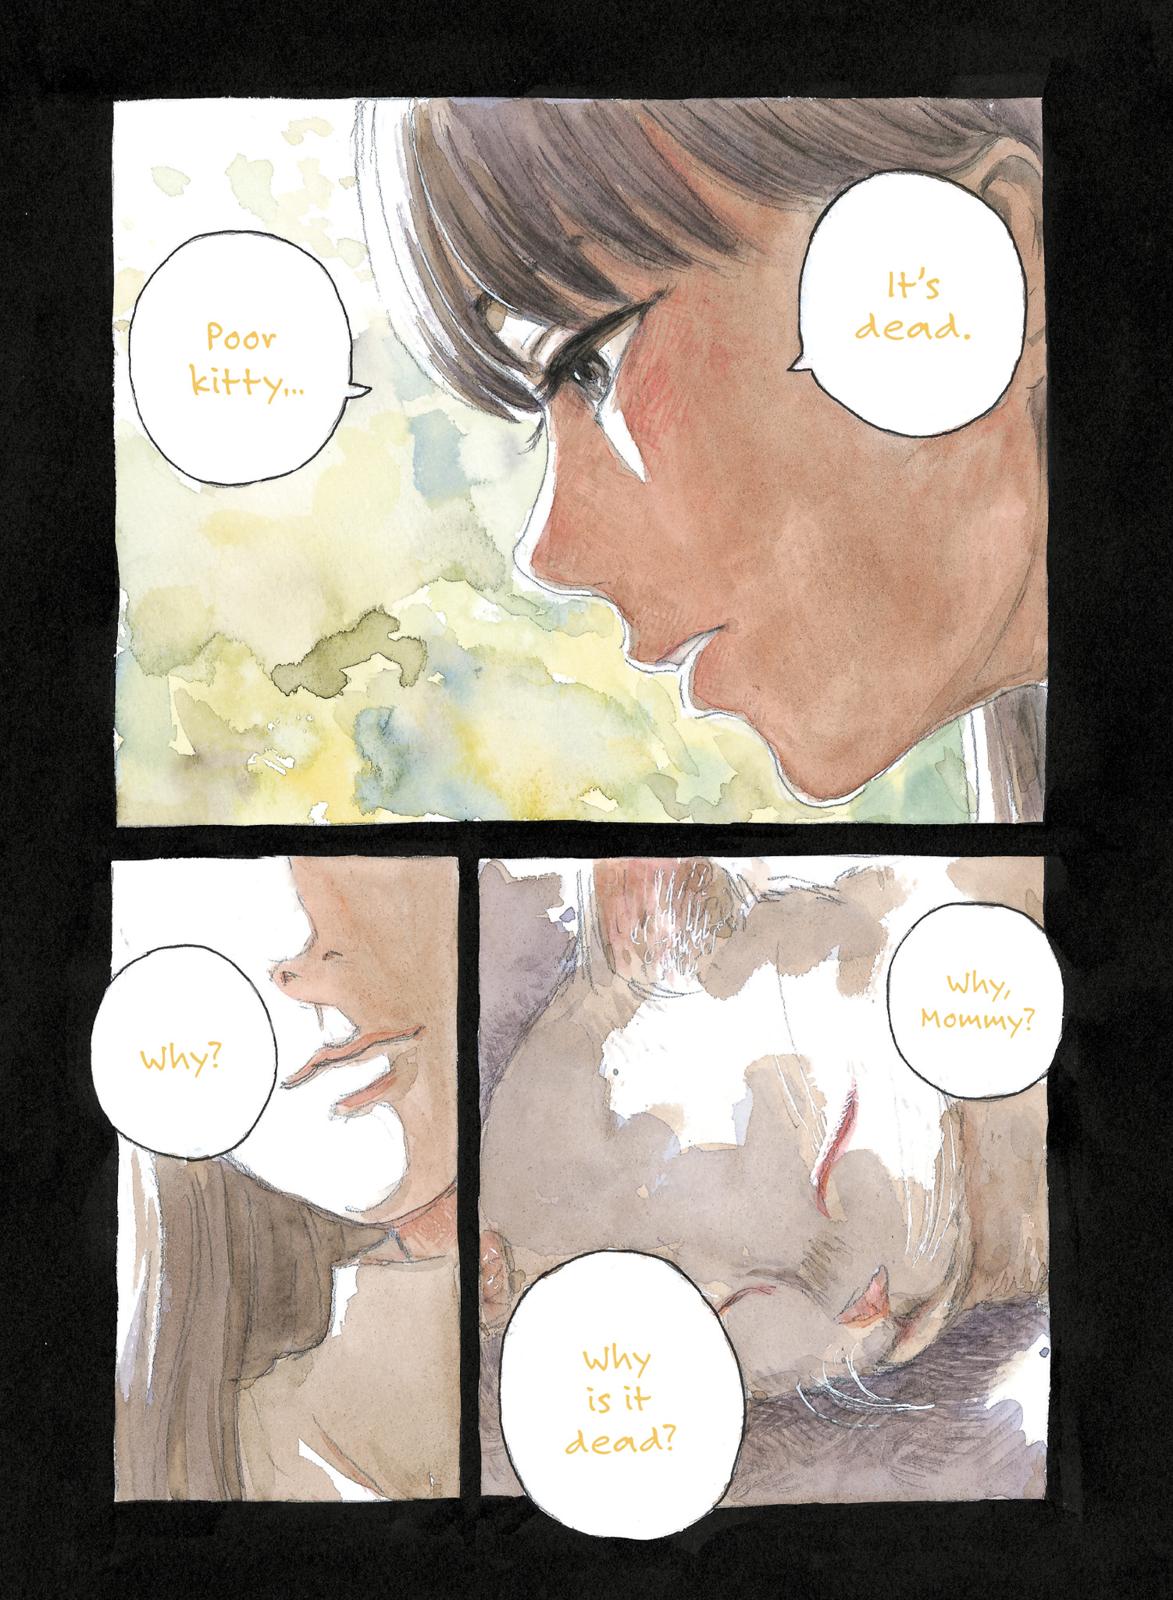 It's
dead.
Poor
kitty...
Why,
Mommy?
Why?
Why
is it
dead?